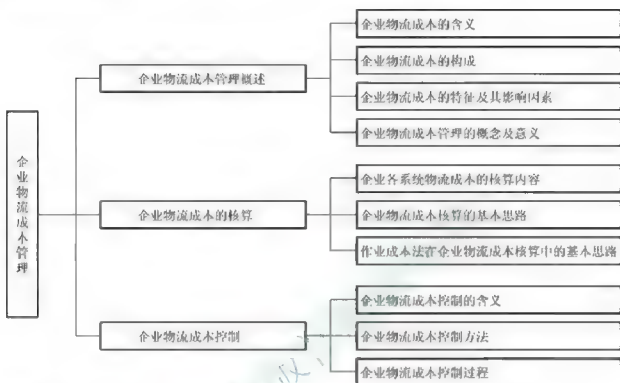 企业物流成本管理
企业物流成本管理概述
企业物流成本的含义
企业物流成本的构成
企业物流成本的特征及其影响因素
企业物流成本管理的概念及意义
企业物流成本的核算
企业各系统物流成本的核算内容
企业物流成本核算的基本思路
作业成本法在企业物流成本核算中的基本思路
企业物流成本控制
企业物流成本控制的含义
企业物流成本控制方法
企业物流成本控制过程